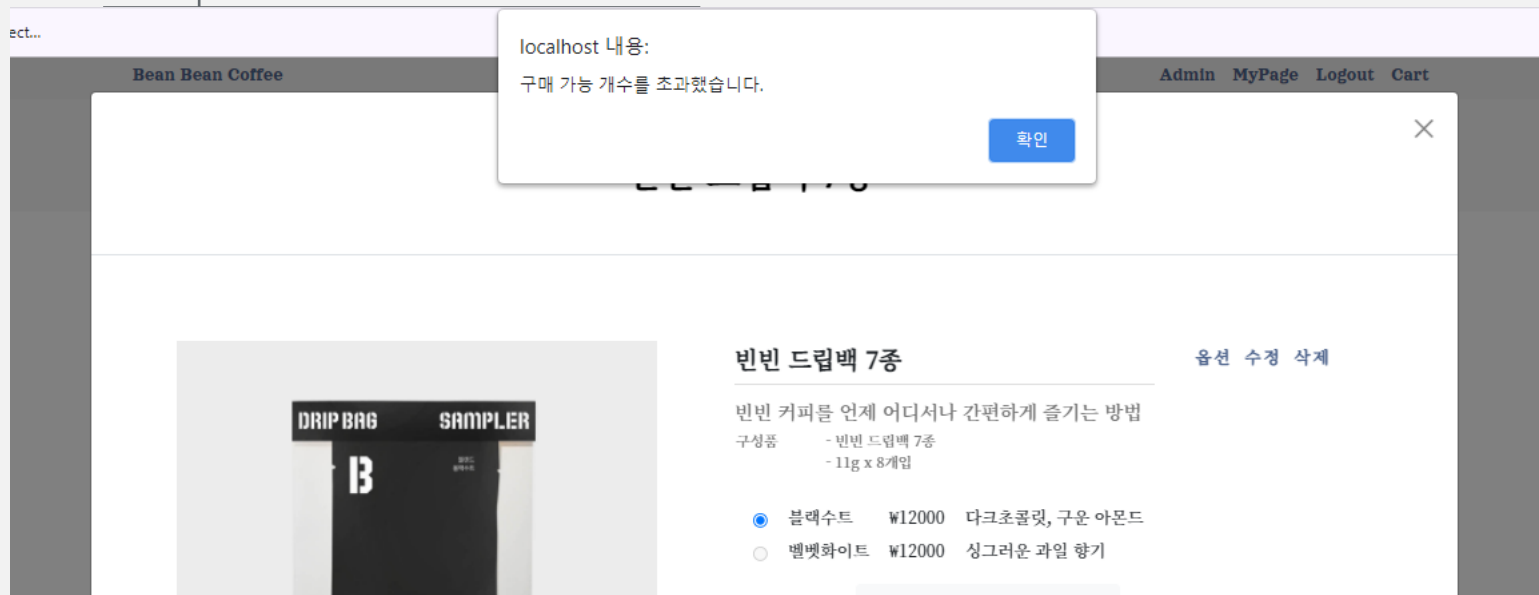 ect...
localhost 내용:
구매 가능 개수를 초과했습니다.
확인
Bean Bean Coffee
Admin MyPage Logout Cart
빈빈 드립백 7종
옵션 수정 삭제
빈빈 커피를 언제 어디서나 간편하게 즐기는 방법
구성품 - 빈빈 드립백 7종
- 11g x 8개입
DRIP BAG SAMPLER
B
블랙수트 ₩12000 다크초콜릿, 구운 아몬드
벨벳화이트 ₩12000 싱그러운 과일 향기